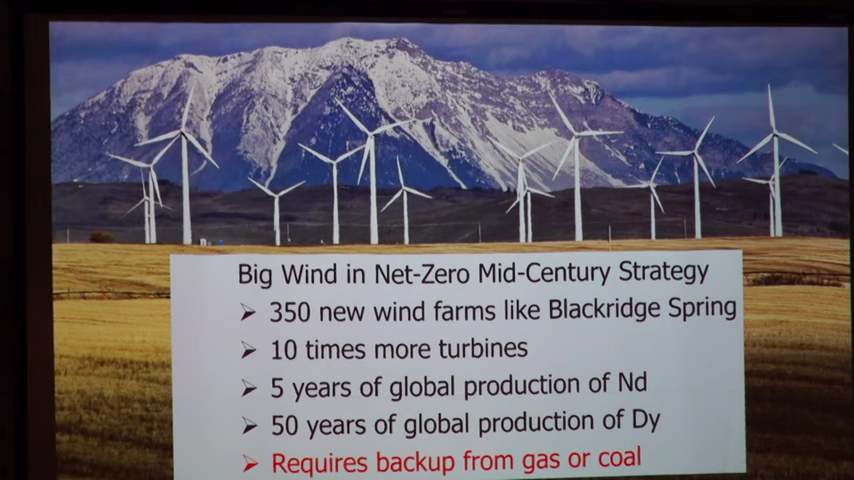 Big Wind in Net-Zero Mid-Century Strategy
➢ 350 new wind farms like Blackridge Spring
➢ 10 times more turbines
➢ 5 years of global production of Nd
➢ 50 years of global production of Dy
➢ Requires backup from gas or coal